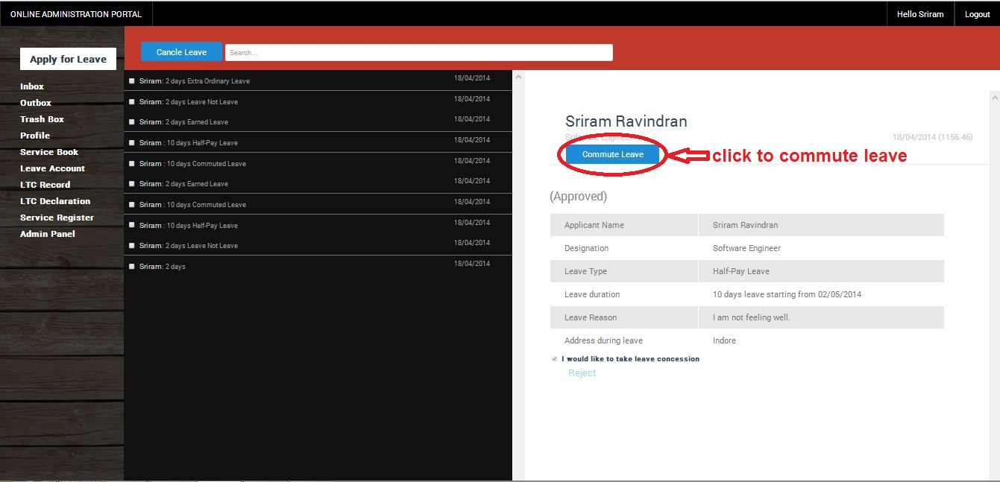 ONLINE ADMINISTRATION PORTAL
Hello Sriram
Logout
Apply for Leave
Inbox
Outbox
Trash Box
Profile
Service Book
Leave Account
LTC Record
LTC Declaration
Service Register
Admin Panel
Cancle Leave
Search...
Sriram: 2 days Extra Ordinary Leave 18/04/2014
Sriram: 2 days Leave Not Leave 18/04/2014
Sriram: 2 days Earned Leave 18/04/2014
Sriram : 10 days Half-Pay Leave 18/04/2014
Sriram : 10 days Commuted Leave 18/04/2014
Sriram: 2 days Earned Leave 18/04/2014
Sriram : 10 days Commuted Leave 18/04/2014
Sriram : 10 days Half-Pay Leave 18/04/2014
Sriram: 2 days Leave Not Leave 18/04/2014
Sriram: 2 days 18/04/2014
Sriram Ravindran
Software Engineer 18/04/2014 (1156.46)
Commute Leave
click to commute leave
(Approved)
Applicant Name Sriram Ravindran
Designation Software Engineer
Leave Type Half-Pay Leave
Leave duration 10 days leave starting from 02/05/2014
Leave Reason I am not feeling well.
Address during leave Indore
I would like to take leave concession
Reject